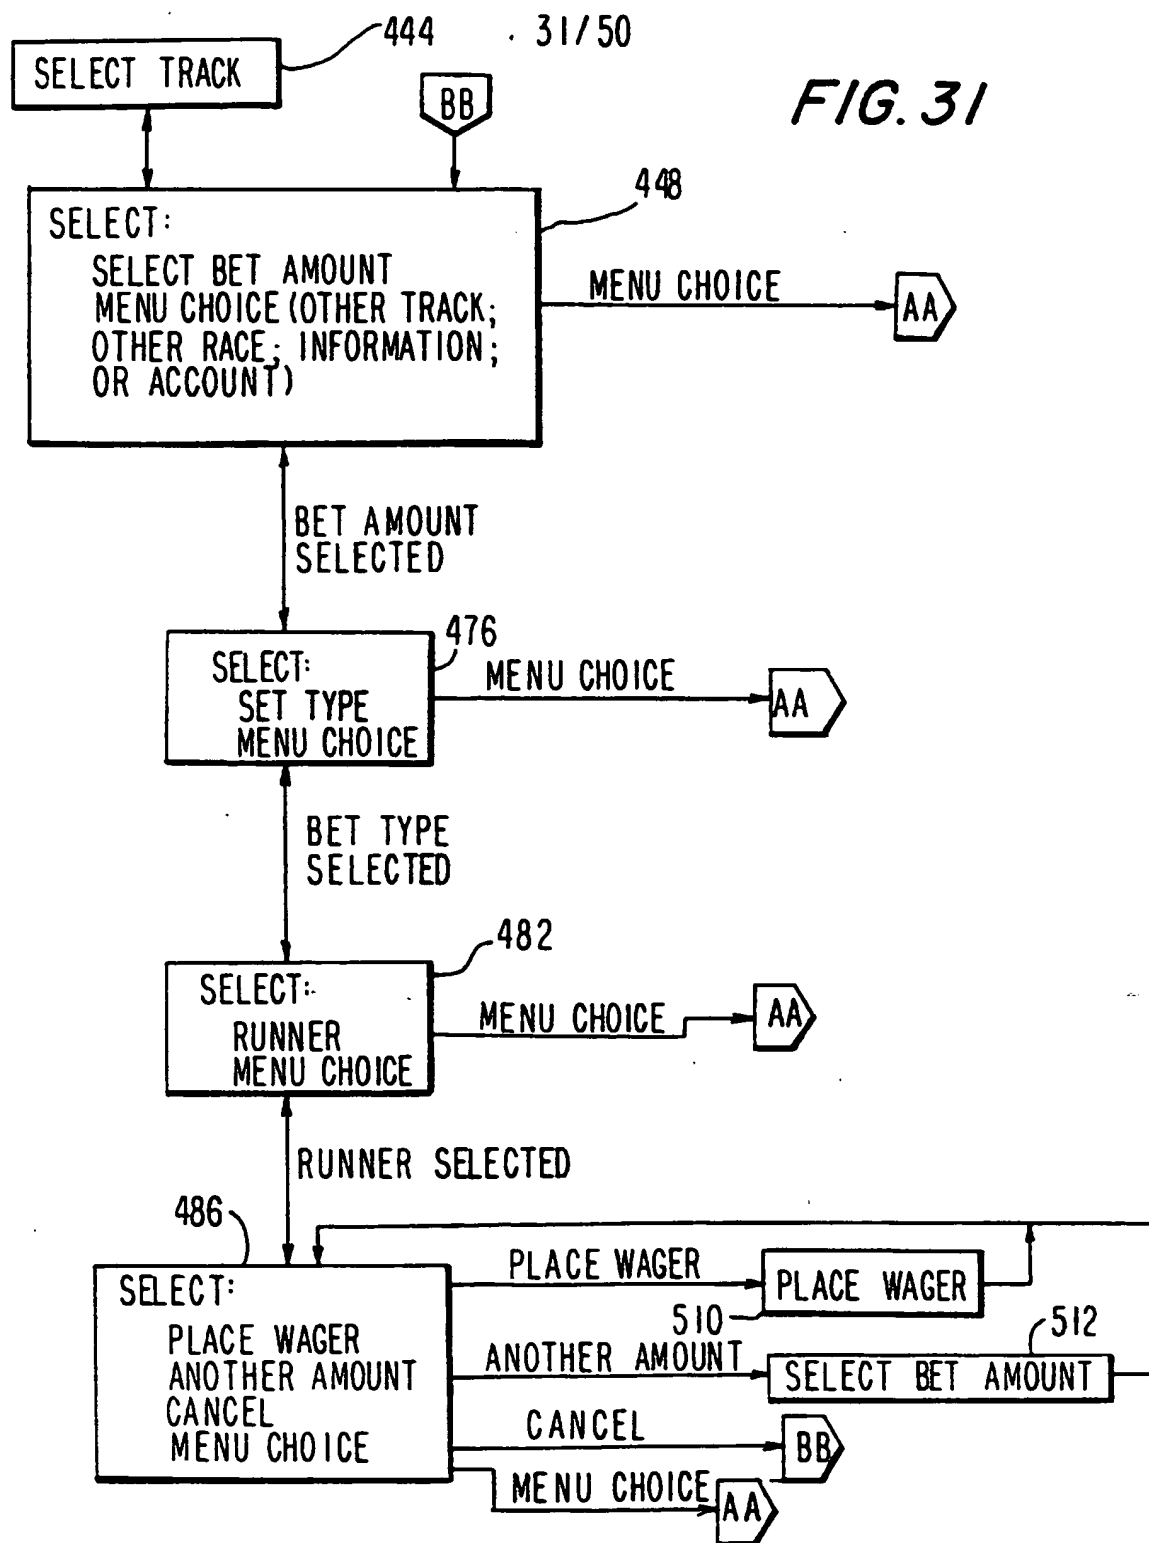 444
31/50
SELECT TRACK
BB
FIG. 31
448
SELECT:
SELECT BET AMOUNT
MENU CHOICE (OTHER TRACK;
OTHER RACE; INFORMATION;
OR ACCOUNT)
MENU CHOICE
AA
BET AMOUNT
SELECTED
476
SELECT:
SET TYPE
MENU CHOICE
MENU CHOICE
AA
BET TYPE
SELECTED
482
SELECT:
RUNNER
MENU CHOICE
MENU CHOICE
AA
RUNNER SELECTED
486
SELECT:
PLACE WAGER
ANOTHER AMOUNT
CANCEL
MENU CHOICE
PLACE WAGER
PLACE WAGER
510
512
ANOTHER AMOUNT
SELECT BET AMOUNT
CANCEL
BB
MENU CHOICE
AA